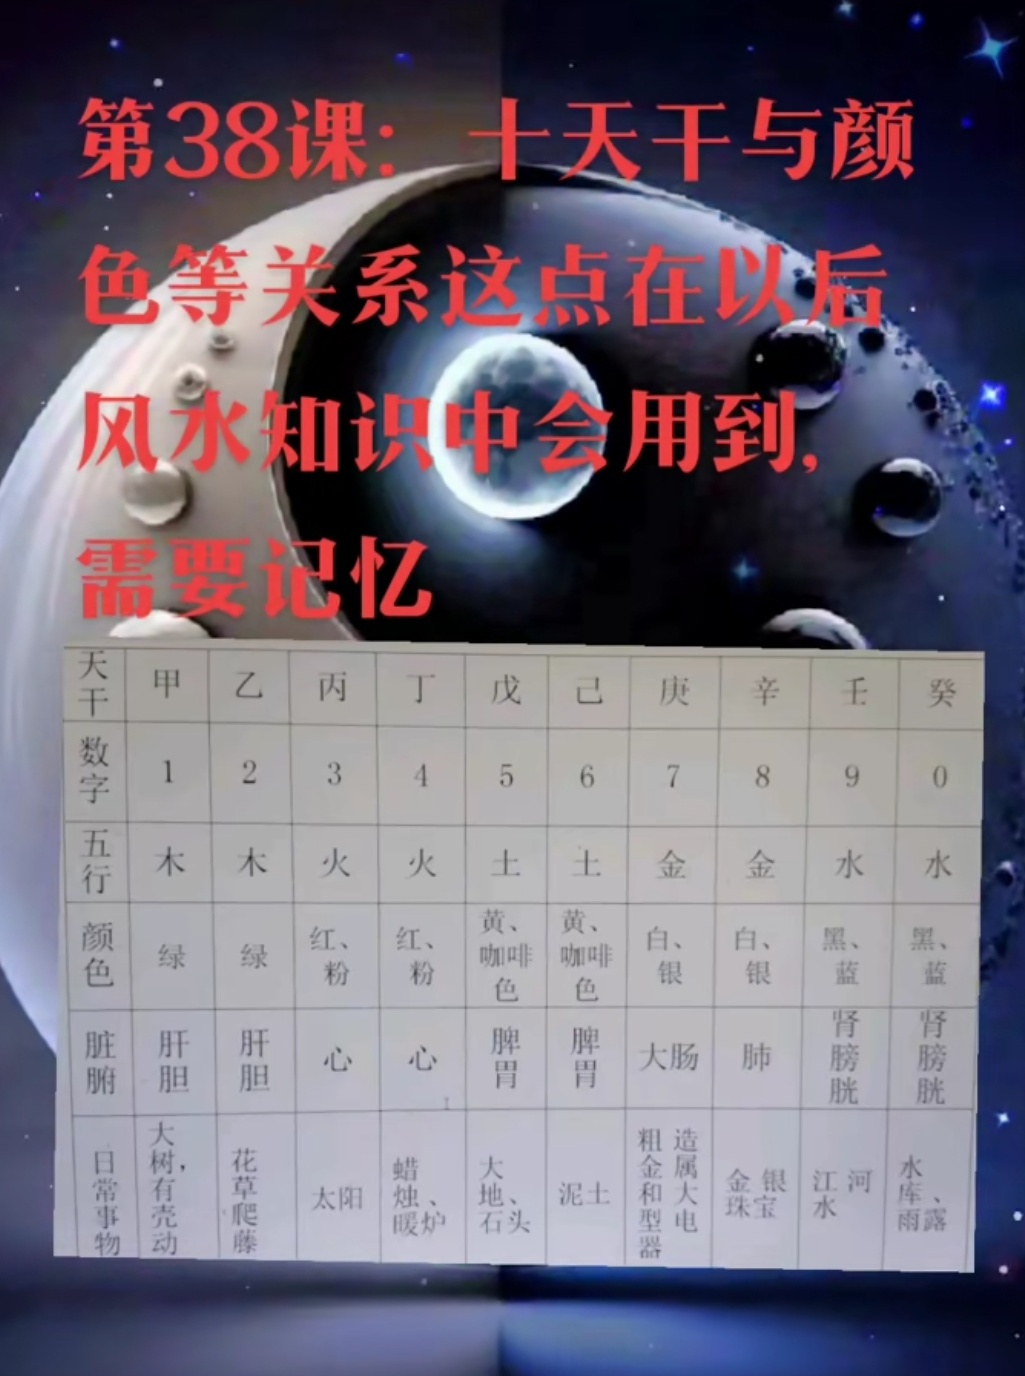 第38课：十天干与颜
色等关系这点在以后
风水知识中会用到，
需要记忆
天干 甲 乙 丙 丁 戊 己 庚 辛 壬 癸
数字 1 2 3 4 5 6 7 8 9 0
五行 木 木 火 火 土 土 金 金 水 水
颜色 绿 绿 红、粉 红、粉 黄、咖啡色 黄、咖啡色 白、银 白、银 黑、蓝 黑、蓝
脏腑 肝胆 肝胆 心 心 脾胃 脾胃 大肠 肺 肾膀胱 肾膀胱
日常事物 大树，有壳动 花草爬藤 太阳 蜡烛、暖炉 大地、石头 泥土 粗造金属和大型电器 金银珠宝 江河水 水库、雨露